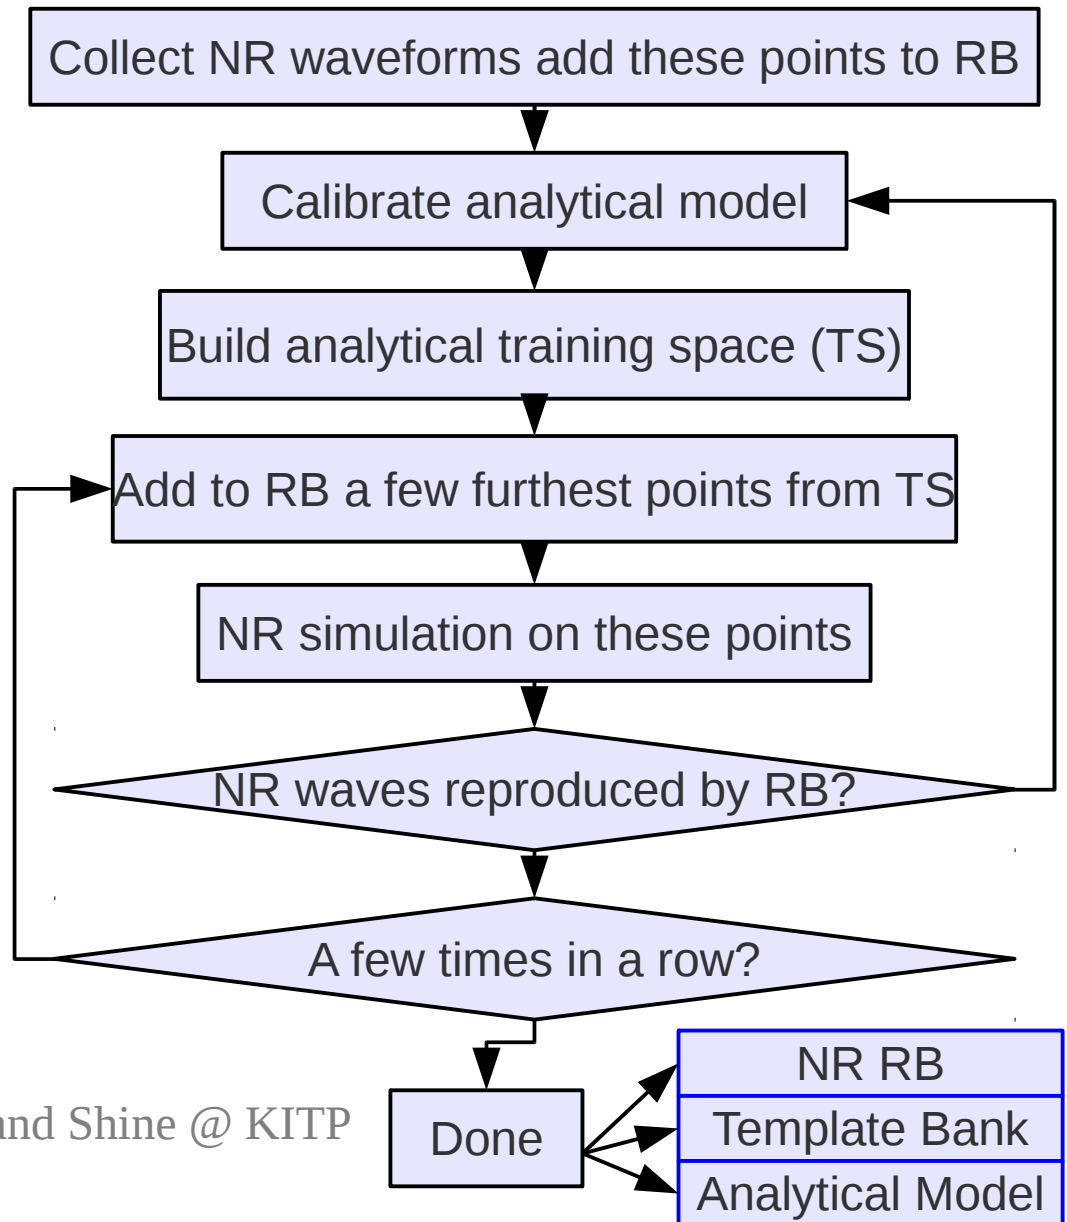 Collect NR waveforms add these points to RB
Calibrate analytical model
Build analytical training space (TS)
Add to RB a few furthest points from TS
NR simulation on these points
NR waves reproduced by RB?
A few times in a row?
NR RB
and Shine @ KITP
Template Bank
Done
Analytical Model